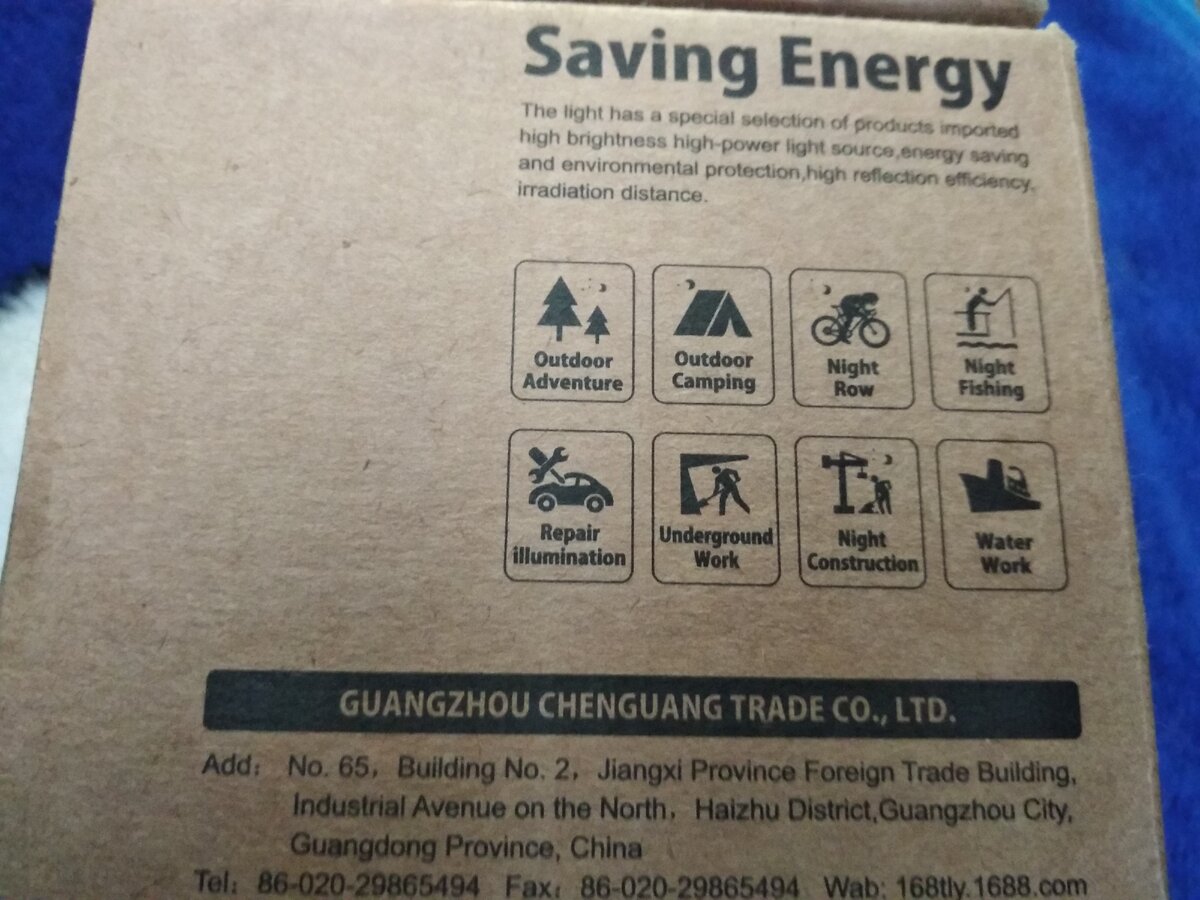 Saving Energy
The light has a special selection of products imported
high brightness high-power light source,energy saving
and environmental protection,high reflection efficiency,
irradiation distance.
Outdoor
Adventure
Outdoor
Camping
Night
Row
Night
Fishing
Repair
illumination
Underground
Work
Night
Construction
Water
Work
GUANGZHOU CHENGUANG TRADE CO., LTD.
Add: No. 65, Building No. 2, Jiangxi Province Foreign Trade Building,
Industrial Avenue on the North, Haizhu District,Guangzhou City,
Guangdong Province, China
Tel: 86-020-29865494 Fax: 86-020-29865494 Wab: 168tly.1688.com